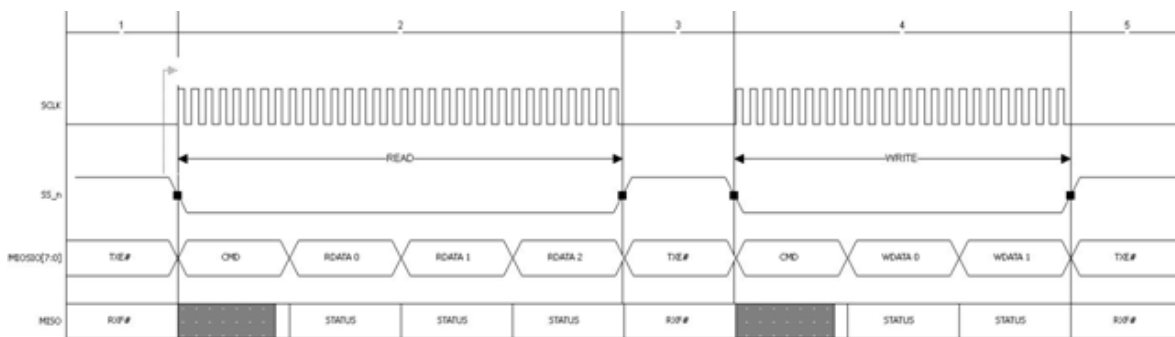 1 2 3 4 5
SCLK
READ WRITE
SS_n
MIOSIO[7:0] TXE# CMD RDATA 0 RDATA 1 RDATA 2 TXE# CMD WDATA 0 WDATA 1 TXE#
MISO RXF# STATUS STATUS STATUS RXF# STATUS STATUS RXF#